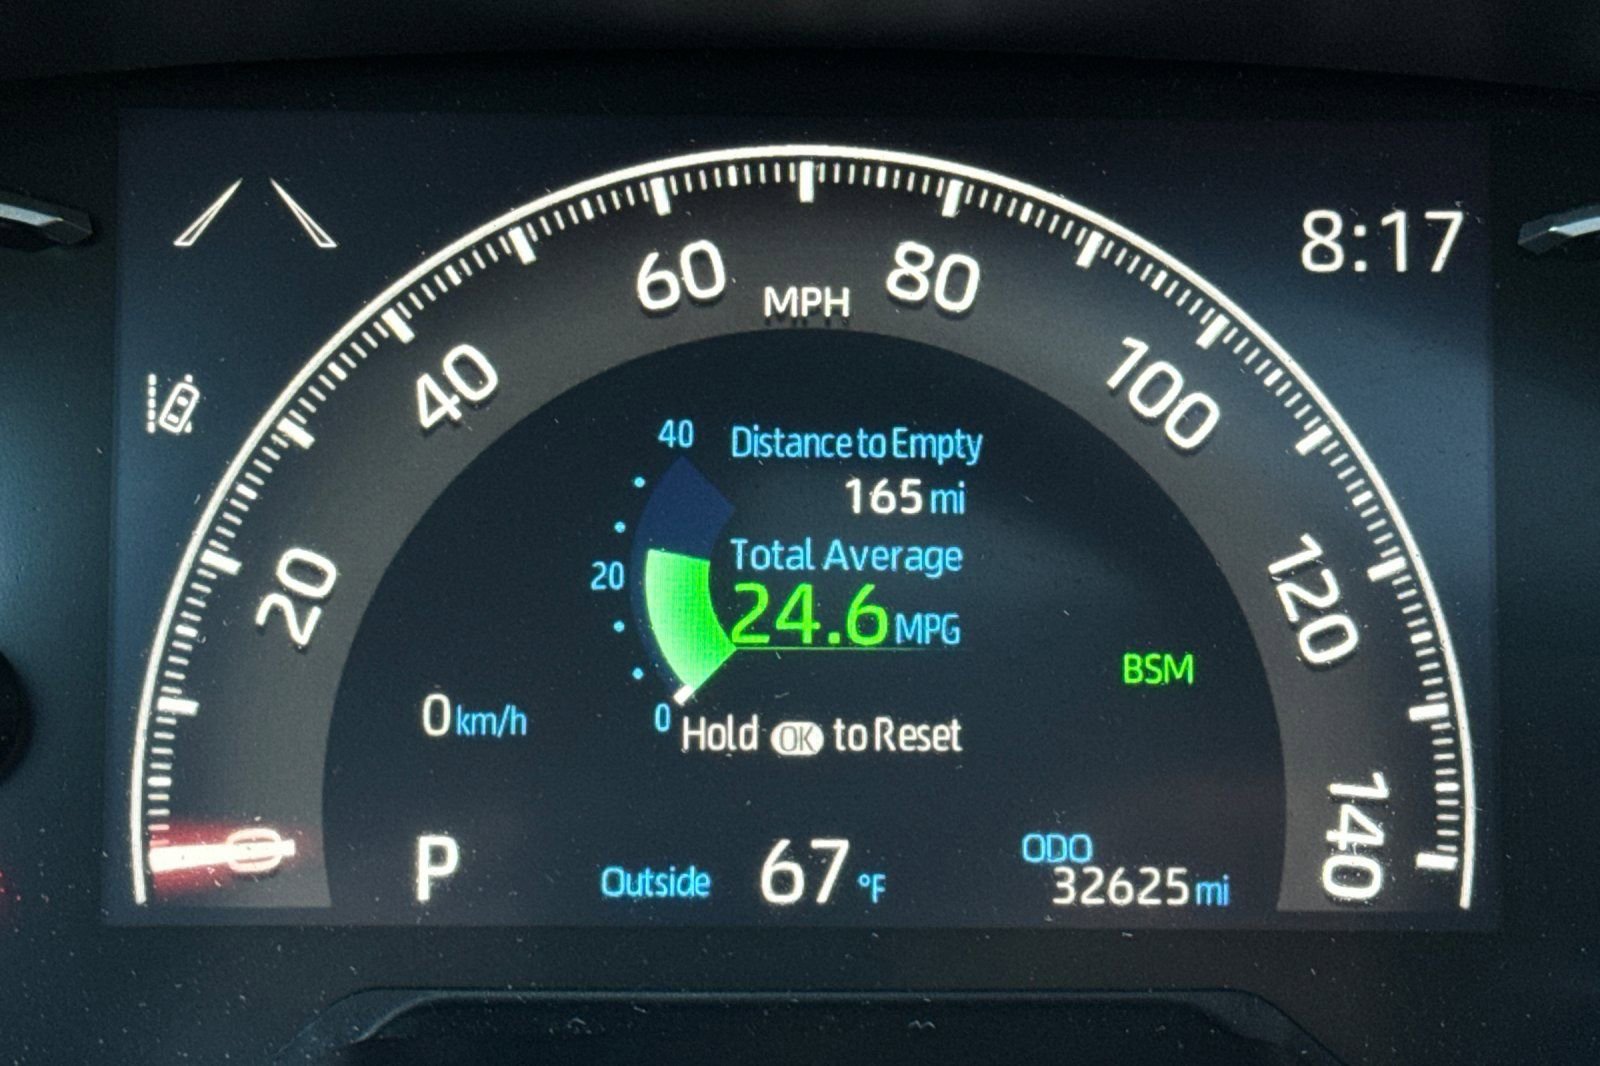 8:17
60
80
MPH
40
100
20
120
0
140
40
20
0
Distance to Empty
165 mi
Total Average
24.6 MPG
Hold OK to Reset
BSM
0 km/h
P
Outside 67 °F
ODO
32625 mi